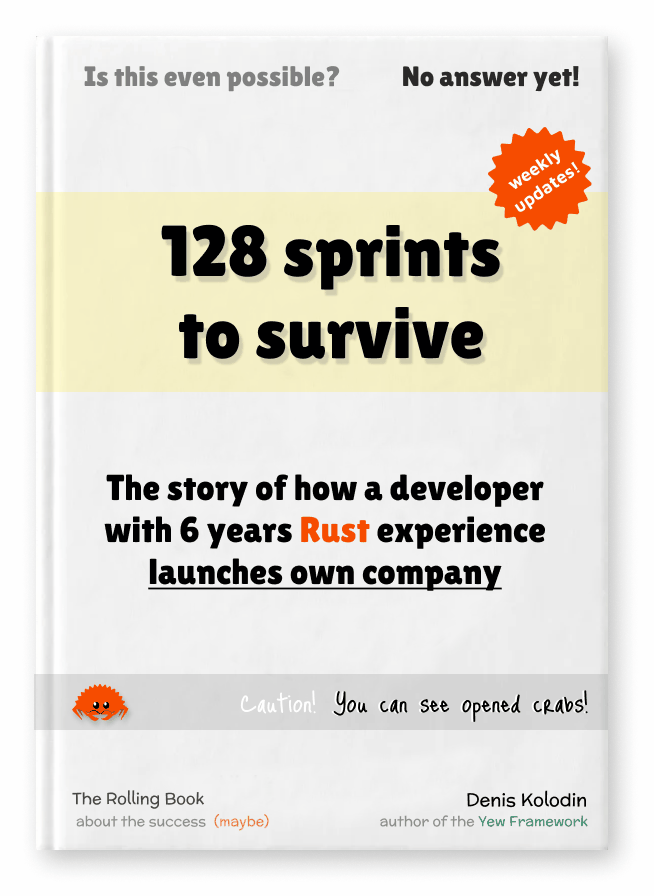 Is this even possible?
No answer yet!
weekly
updates!
128 sprints
to survive
The story of how a developer
with 6 years Rust experience
launches own company
Caution! You can see opened crabs!
The Rolling Book
about the success (maybe)
Denis Kolodin
author of the Yew Framework